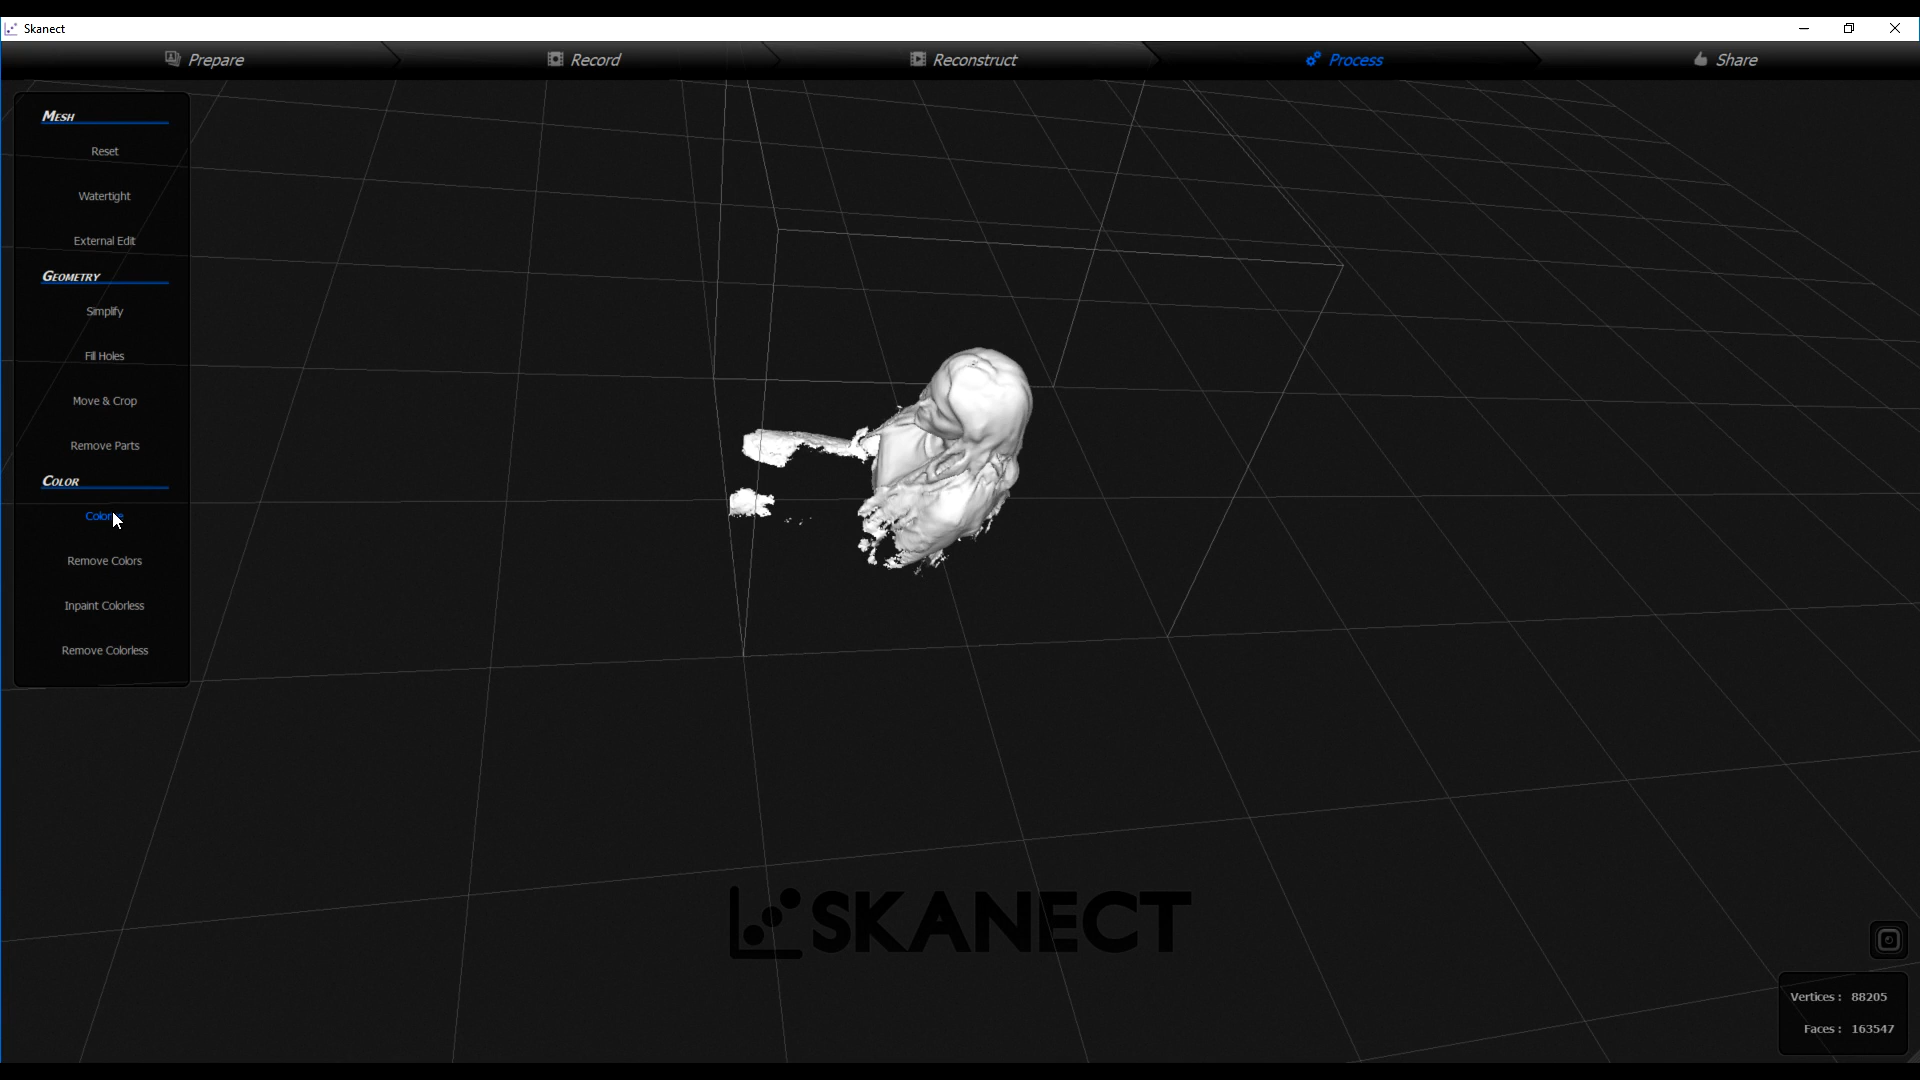 Skanect
Prepare
Record
Reconstruct
Process
Share
MESH
Reset
Watertight
External Edit
GEOMETRY
Simplify
Fill Holes
Move & Crop
Remove Parts
COLOR
Remove Colors
Inpaint Colorless
Remove Colorless
SKANECT
Vertices : 88205
Faces : 163547